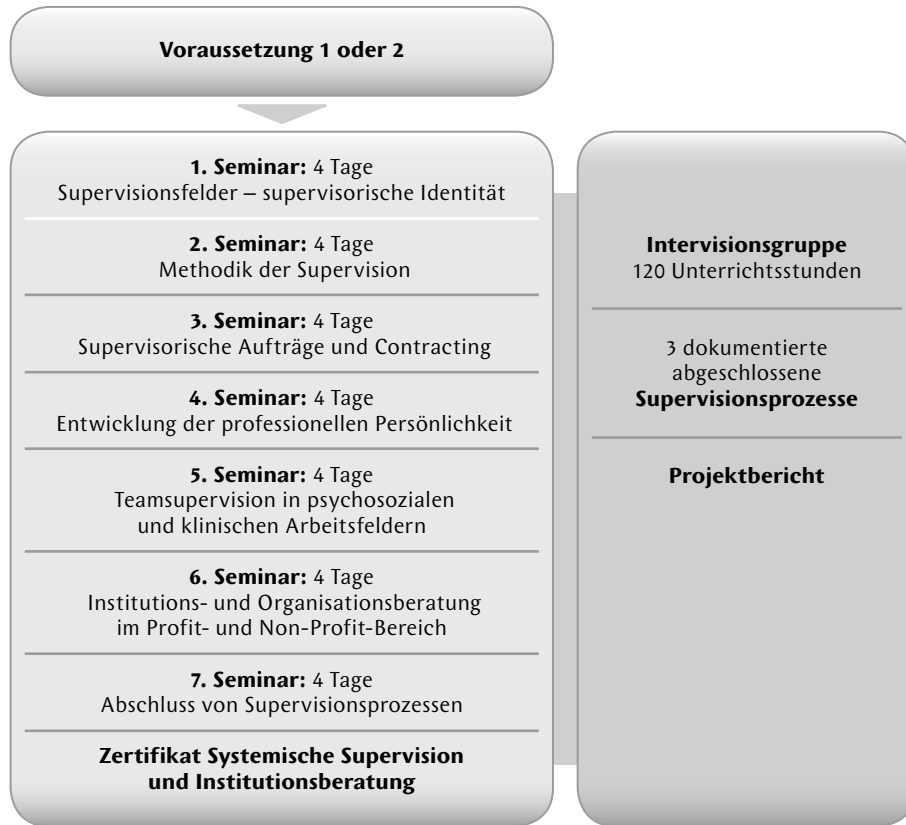 Voraussetzung 1 oder 2
1. Seminar: 4 Tage
Supervisionsfelder – supervisorische Identität
2. Seminar: 4 Tage
Methodik der Supervision
3. Seminar: 4 Tage
Supervisorische Aufträge und Contracting
4. Seminar: 4 Tage
Entwicklung der professionellen Persönlichkeit
5. Seminar: 4 Tage
Teamsupervision in psychosozialen
und klinischen Arbeitsfeldern
6. Seminar: 4 Tage
Institutions- und Organisationsberatung
im Profit- und Non-Profit-Bereich
7. Seminar: 4 Tage
Abschluss von Supervisionsprozessen
Zertifikat Systemische Supervision
und Institutionsberatung
Intervisionsgruppe
120 Unterrichtsstunden
3 dokumentierte
abgeschlossene
Supervisionsprozesse
Projektbericht